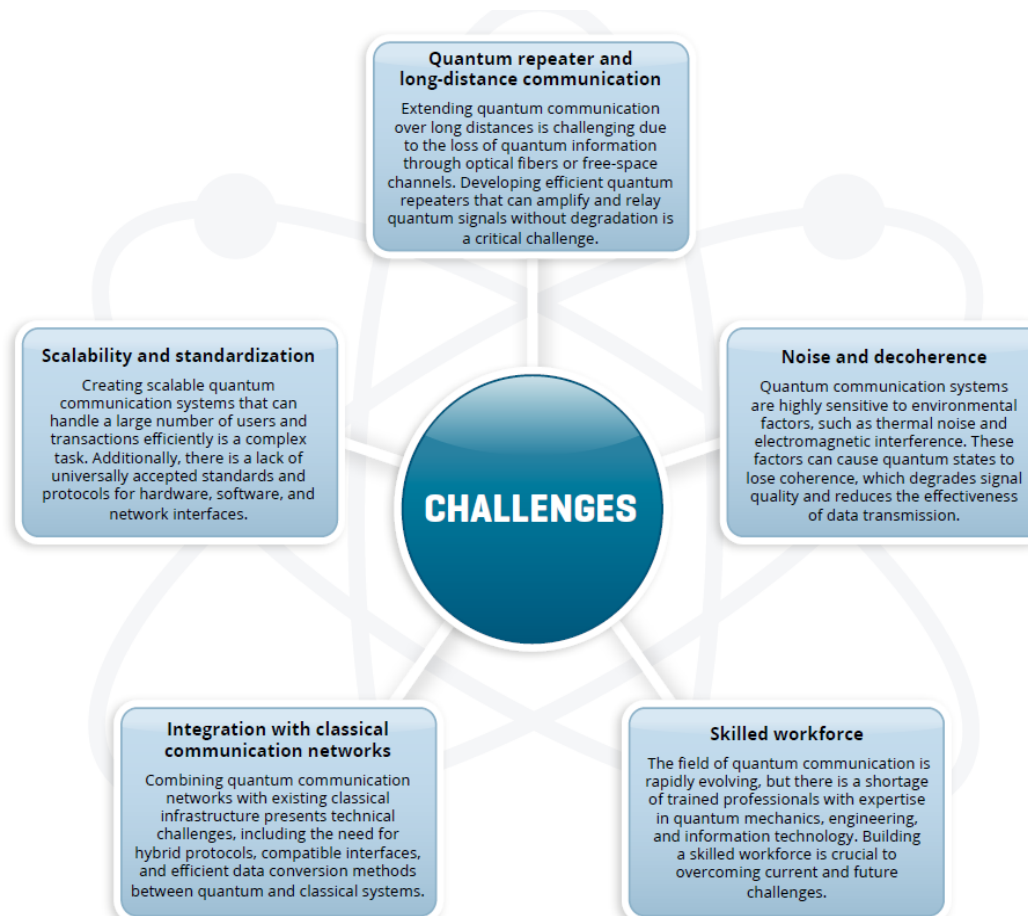 Quantum repeater and
long-distance communication
Extending quantum communication
over long distances is challenging due
to the loss of quantum information
through optical fibers or free-space
channels. Developing efficient quantum
repeaters that can amplify and relay
quantum signals without degradation is
a critical challenge.
Scalability and standardization
Creating scalable quantum
communication systems that can
handle a large number of users and
transactions efficiently is a complex
task. Additionally, there is a lack of
universally accepted standards and
protocols for hardware, software, and
network interfaces.
Noise and decoherence
Quantum communication systems
are highly sensitive to environmental
factors, such as thermal noise and
electromagnetic interference. These
factors can cause quantum states to
lose coherence, which degrades signal
quality and reduces the effectiveness
of data transmission.
CHALLENGES
Integration with classical
communication networks
Combining quantum communication
networks with existing classical
infrastructure presents technical
challenges, including the need for
hybrid protocols, compatible interfaces,
and efficient data conversion methods
between quantum and classical systems.
Skilled workforce
The field of quantum communication is
rapidly evolving, but there is a shortage
of trained professionals with expertise
in quantum mechanics, engineering,
and information technology. Building
a skilled workforce is crucial to
overcoming current and future
challenges.